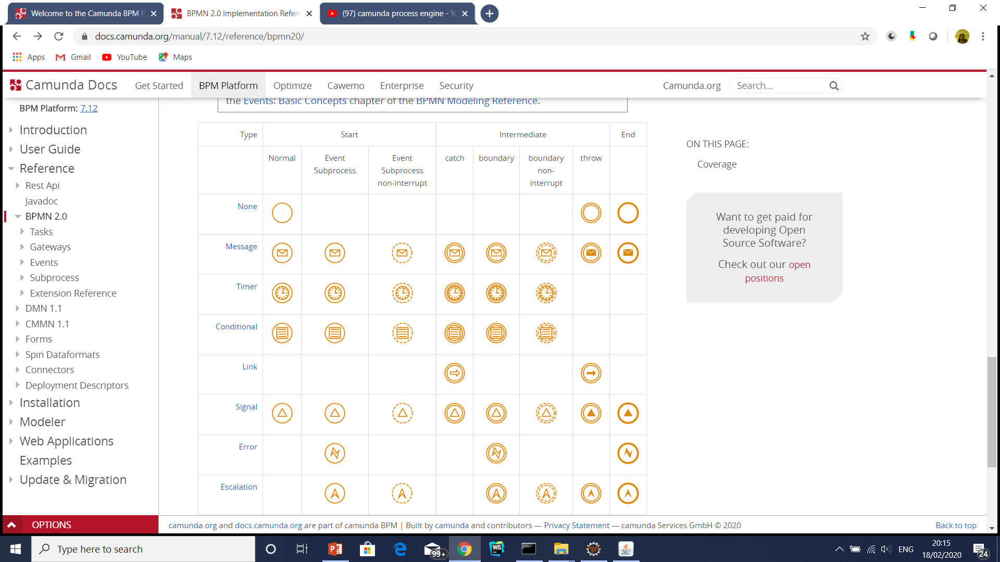 Welcome to the Camunda BPM P
BPMN 2.0 Implementation Refere
(97) camunda process engine - Yo
docs.camunda.org/manual/7.12/reference/bpmn20/
Apps
Gmail
YouTube
Maps
Camunda Docs
Get Started
BPM Platform
Optimize
Cawemo
Enterprise
Security
Camunda.org
Search...
BPM Platform: 7.12
Introduction
User Guide
Reference
Rest Api
Javadoc
BPMN 2.0
Tasks
Gateways
Events
Subprocess
Extension Reference
DMN 1.1
CMMN 1.1
Forms
Spin Dataformats
Connectors
Deployment Descriptors
Installation
Modeler
Web Applications
Examples
Update & Migration
OPTIONS
the Events: Basic Concepts chapter of the BPMN Modeling Reference.
Type Start Intermediate End
Normal Event Subprocess Event Subprocess non-interrupt catch boundary boundary non-interrupt throw
None
Message
Timer
Conditional
Link
Signal
Error
Escalation
ON THIS PAGE:
Coverage
Want to get paid for
developing Open
Source Software?
Check out our open
positions
camunda.org and docs.camunda.org are part of camunda BPM | Built by camunda and contributors — Privacy Statement — camunda Services GmbH © 2020
Back to top
Type here to search
99+
WS
ENG
20:15
18/02/2020
24